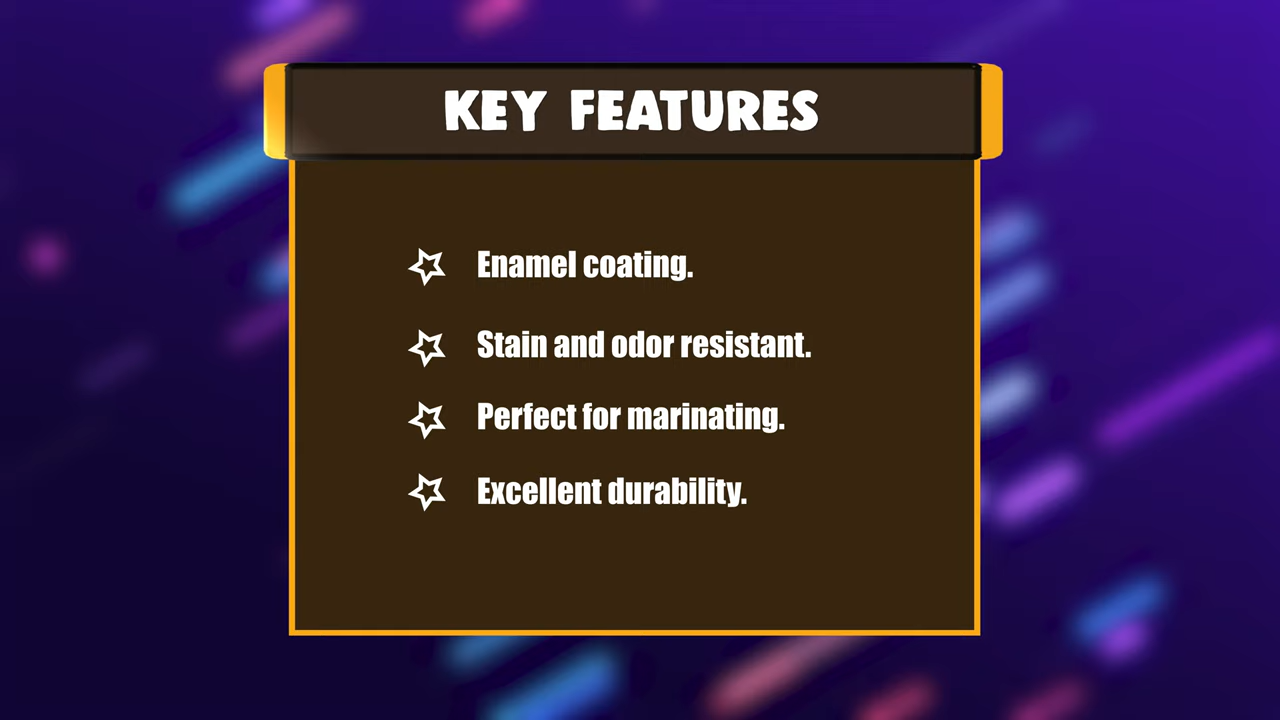 KEY FEATURES
Enamel coating.
Stain and odor resistant.
Perfect for marinating.
Excellent durability.